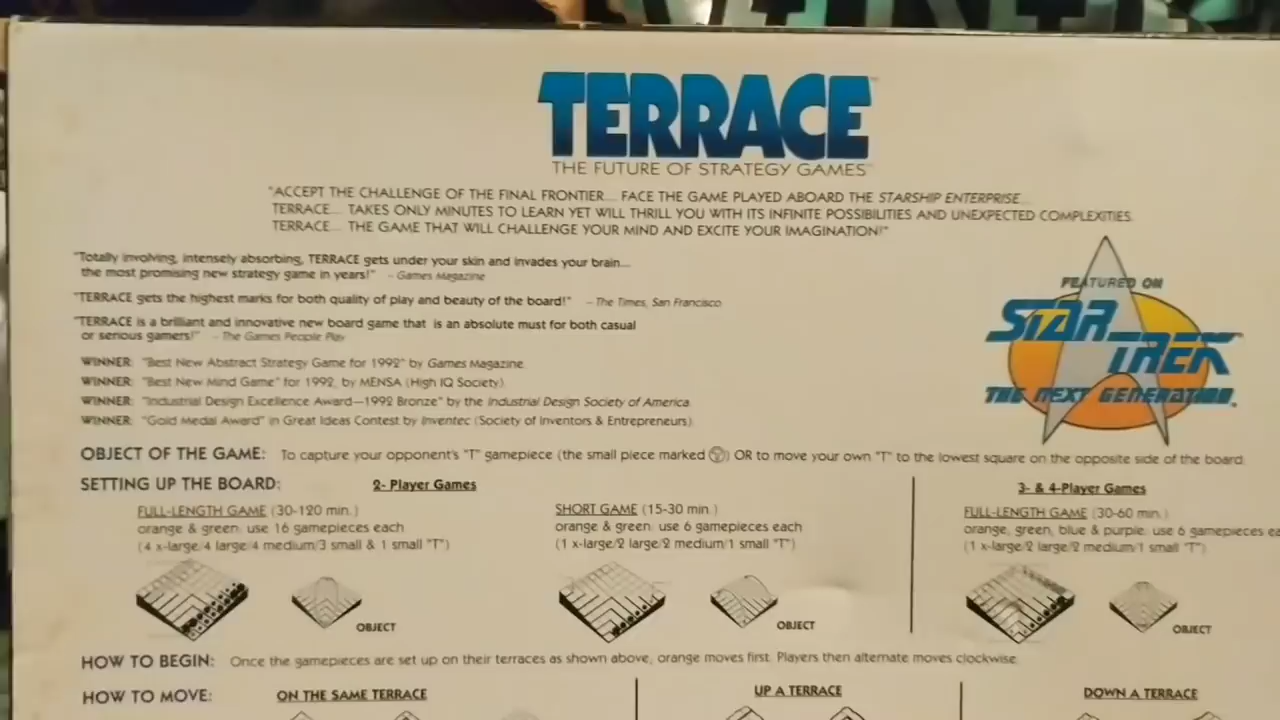 TERRACE™
THE FUTURE OF STRATEGY GAMES™
"ACCEPT THE CHALLENGE OF THE FINAL FRONTIER... FACE THE GAME PLAYED ABOARD THE STARSHIP ENTERPRISE...
TERRACE... TAKES ONLY MINUTES TO LEARN YET WILL THRILL YOU WITH ITS INFINITE POSSIBILITIES AND UNEXPECTED COMPLEXITIES.
TERRACE... THE GAME THAT WILL CHALLENGE YOUR MIND AND EXCITE YOUR IMAGINATION!"
"Totally involving, intensely absorbing, TERRACE gets under your skin and invades your brain...
the most promising new strategy game in years!" – Games Magazine
"TERRACE gets the highest marks for both quality of play and beauty of the board!" – The Times, San Francisco
"TERRACE is a brilliant and innovative new board game that is an absolute must for both casual
or serious gamers!" – The Games People Play
WINNER: "Best New Abstract Strategy Game for 1992" by Games Magazine
WINNER: "Best New Mind Game" for 1992, by MENSA (High IQ Society)
WINNER: "Industrial Design Excellence Award—1992 Bronze" by the Industrial Design Society of America
WINNER: "Gold Medal Award" in Great Ideas Contest by Inventec (Society of Inventors & Entrepreneurs)
FEATURED ON
STAR TREK
THE NEXT GENERATION.
OBJECT OF THE GAME: To capture your opponent's "T" gamepiece (the small piece marked Ⓣ) OR to move your own "T" to the lowest square on the opposite side of the board.
SETTING UP THE BOARD:
2- Player Games
FULL-LENGTH GAME (30-120 min.)
orange & green: use 16 gamepieces each
(4 x-large/4 large/4 medium/3 small & 1 small "T")
OBJECT
SHORT GAME (15-30 min.)
orange & green: use 6 gamepieces each
(1 x-large/2 large/2 medium/1 small "T")
OBJECT
3- & 4-Player Games
FULL-LENGTH GAME (30-60 min.)
orange, green, blue & purple: use 6 gamepieces ea
(1 x-large/2 large/2 medium/1 small "T")
OBJECT
HOW TO BEGIN: Once the gamepieces are set up on their terraces as shown above, orange moves first. Players then alternate moves clockwise.
HOW TO MOVE:
ON THE SAME TERRACE
UP A TERRACE
DOWN A TERRACE